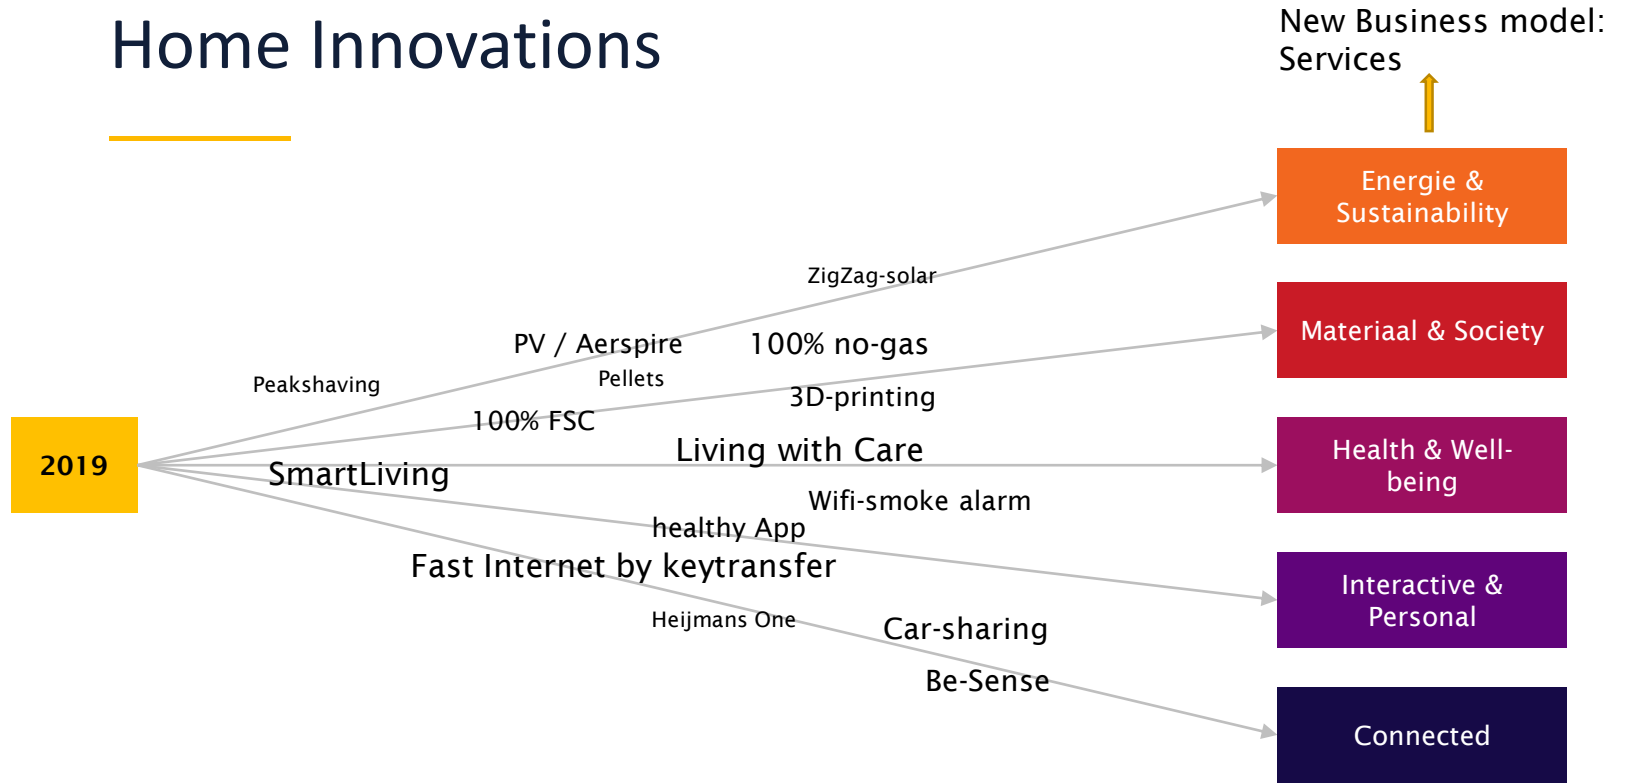 Home Innovations
New Business model:
Services
Energie &
Sustainability
ZigZag-solar
Materiaal & Society
PV / Aerspire
100% no-gas
Peakshaving
Pellets
3D-printing
100% FSC
2019
Living with Care
SmartLiving
Health & Well-
being
Wifi-smoke alarm
healthy App
Fast Internet by keytransfer
Interactive &
Personal
Heijmans One
Car-sharing
Be-Sense
Connected